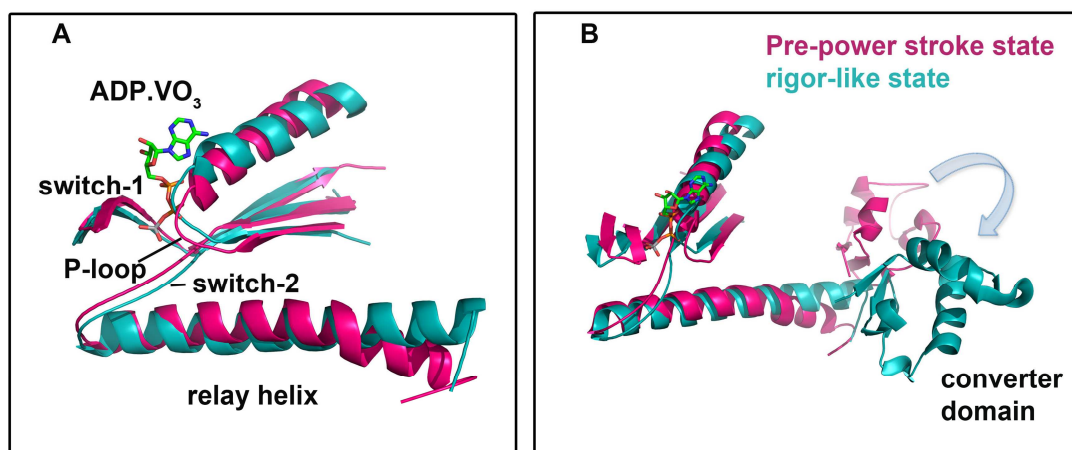 A
ADP.VO3
switch-1
P-loop
switch-2
relay helix
B
Pre-power stroke state
rigor-like state
converter
domain